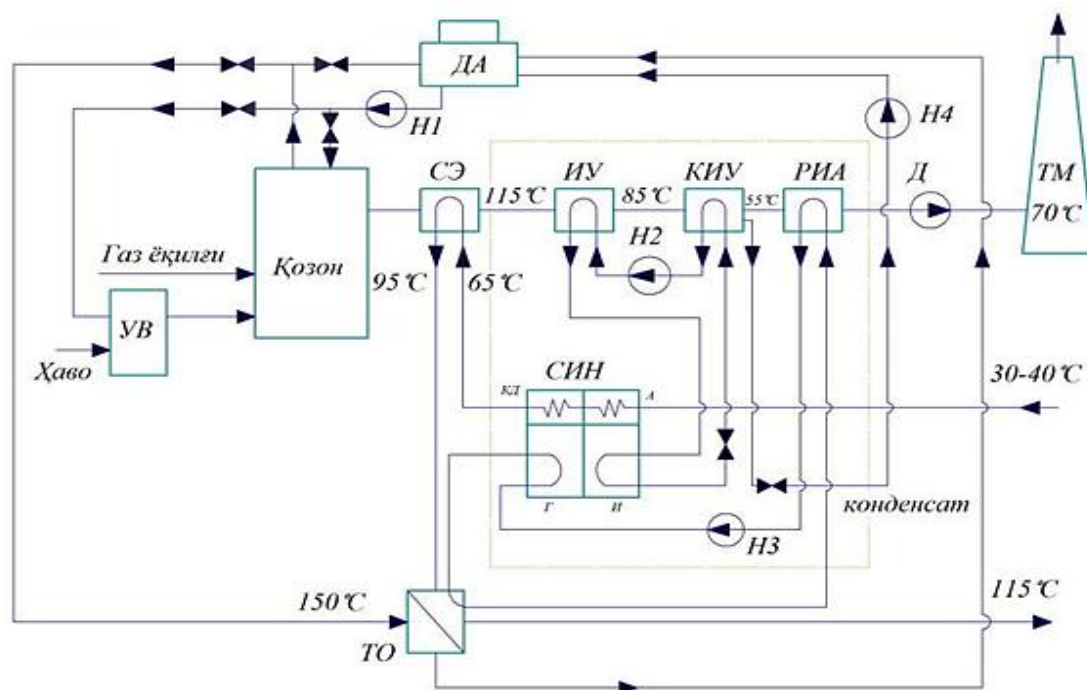 ДА
Н1
Н4
СЭ
ИУ
КИУ
РИА
Д
ТМ
70℃
115℃
85℃
55℃
Н2
Газ ёқилғи
Қозон
95℃
65℃
УВ
Ҳаво
СИН
30-40℃
КД
А
конденсат
Г
И
Н3
150℃
115℃
ТО